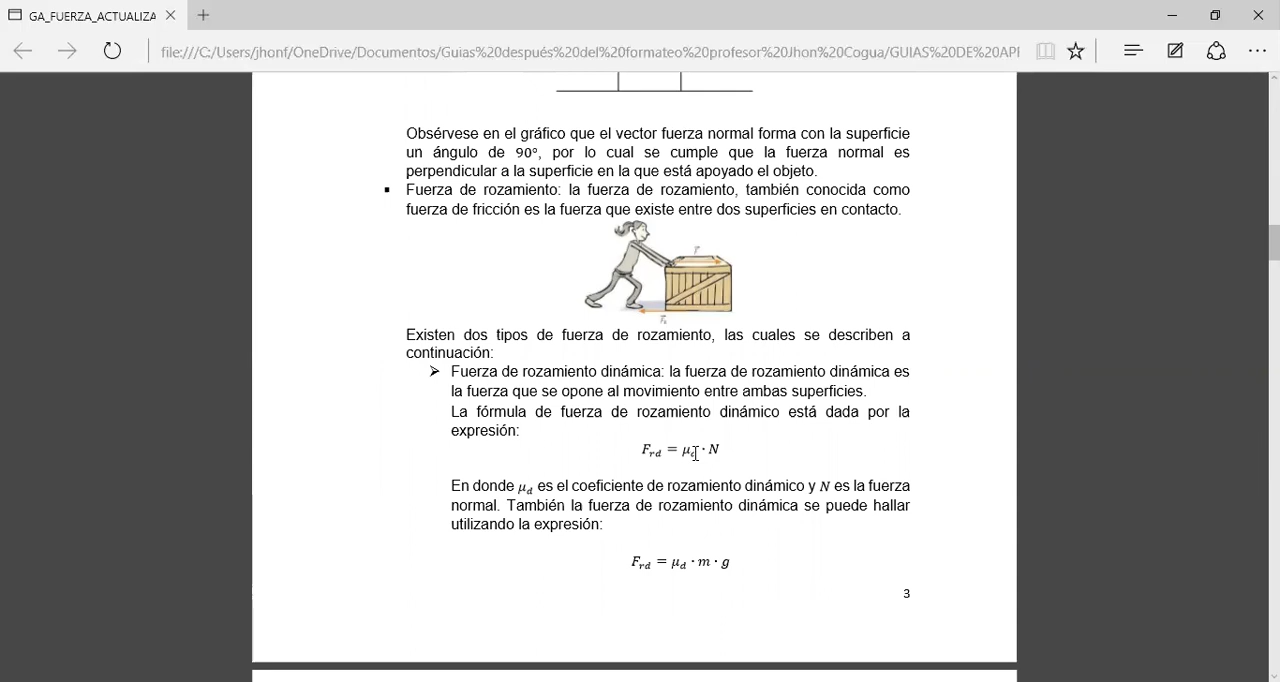 GA_FUERZA_ACTUALIZA
file:///C:/Users/jhonf/OneDrive/Documentos/Guias%20después%20del%20formateo%20profesor%20Jhon%20Cogua/GUIAS%20DE%20API
Obsérvese en el gráfico que el vector fuerza normal forma con la superficie
un ángulo de 90°, por lo cual se cumple que la fuerza normal es
perpendicular a la superficie en la que está apoyado el objeto.
▪ Fuerza de rozamiento: la fuerza de rozamiento, también conocida como
fuerza de fricción es la fuerza que existe entre dos superficies en contacto.
Existen dos tipos de fuerza de rozamiento, las cuales se describen a
continuación:
➢ Fuerza de rozamiento dinámica: la fuerza de rozamiento dinámica es
la fuerza que se opone al movimiento entre ambas superficies.
La fórmula de fuerza de rozamiento dinámico está dada por la
expresión:
F_rd = μ_d · N
En donde μ_d es el coeficiente de rozamiento dinámico y N es la fuerza
normal. También la fuerza de rozamiento dinámica se puede hallar
utilizando la expresión:
F_rd = μ_d · m · g
3